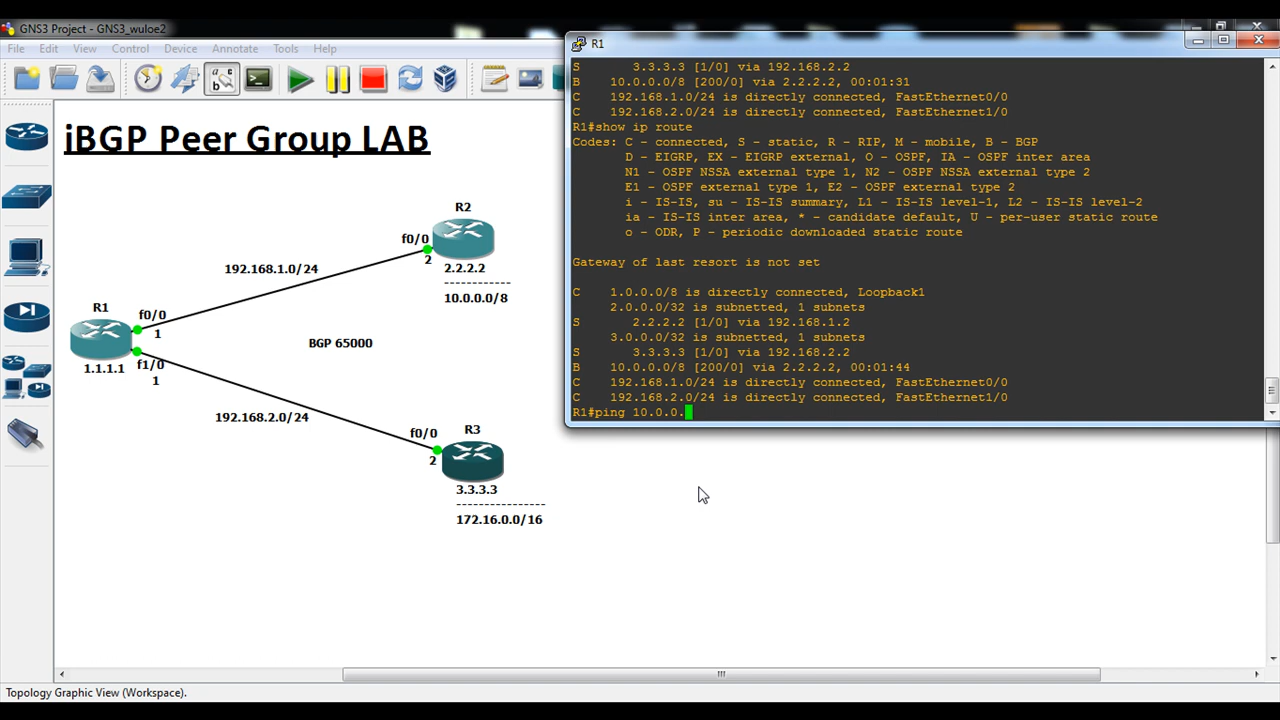 GNS3 Project - GNS3_wuloe2
File Edit View Control Device Annotate Tools Help
iBGP Peer Group LAB
R2
f0/0
2
2.2.2.2
------------
10.0.0.0/8
192.168.1.0/24
R1
f0/0
1
BGP 65000
f1/0
1
1.1.1.1
192.168.2.0/24
f0/0
2
R3
3.3.3.3
----------------
172.16.0.0/16
Topology Graphic View (Workspace).
R1
S 3.3.3.3 [1/0] via 192.168.2.2
B 10.0.0.0/8 [200/0] via 2.2.2.2, 00:01:31
C 192.168.1.0/24 is directly connected, FastEthernet0/0
C 192.168.2.0/24 is directly connected, FastEthernet1/0
R1#show ip route
Codes: C - connected, S - static, R - RIP, M - mobile, B - BGP
D - EIGRP, EX - EIGRP external, O - OSPF, IA - OSPF inter area
N1 - OSPF NSSA external type 1, N2 - OSPF NSSA external type 2
E1 - OSPF external type 1, E2 - OSPF external type 2
i - IS-IS, su - IS-IS summary, L1 - IS-IS level-1, L2 - IS-IS level-2
ia - IS-IS inter area, * - candidate default, U - per-user static route
o - ODR, P - periodic downloaded static route
Gateway of last resort is not set
C 1.0.0.0/8 is directly connected, Loopback1
2.0.0.0/32 is subnetted, 1 subnets
S 2.2.2.2 [1/0] via 192.168.1.2
3.0.0.0/32 is subnetted, 1 subnets
S 3.3.3.3 [1/0] via 192.168.2.2
B 10.0.0.0/8 [200/0] via 2.2.2.2, 00:01:44
C 192.168.1.0/24 is directly connected, FastEthernet0/0
C 192.168.2.0/24 is directly connected, FastEthernet1/0
R1#ping 10.0.0.